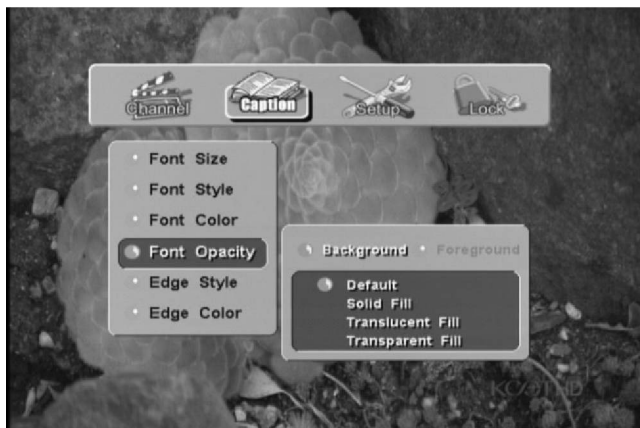 Channel Caption Setup Lock
Font Size
Font Style
Font Color
Font Opacity
Edge Style
Edge Color
Background Foreground
Default
Solid Fill
Translucent Fill
Transparent Fill